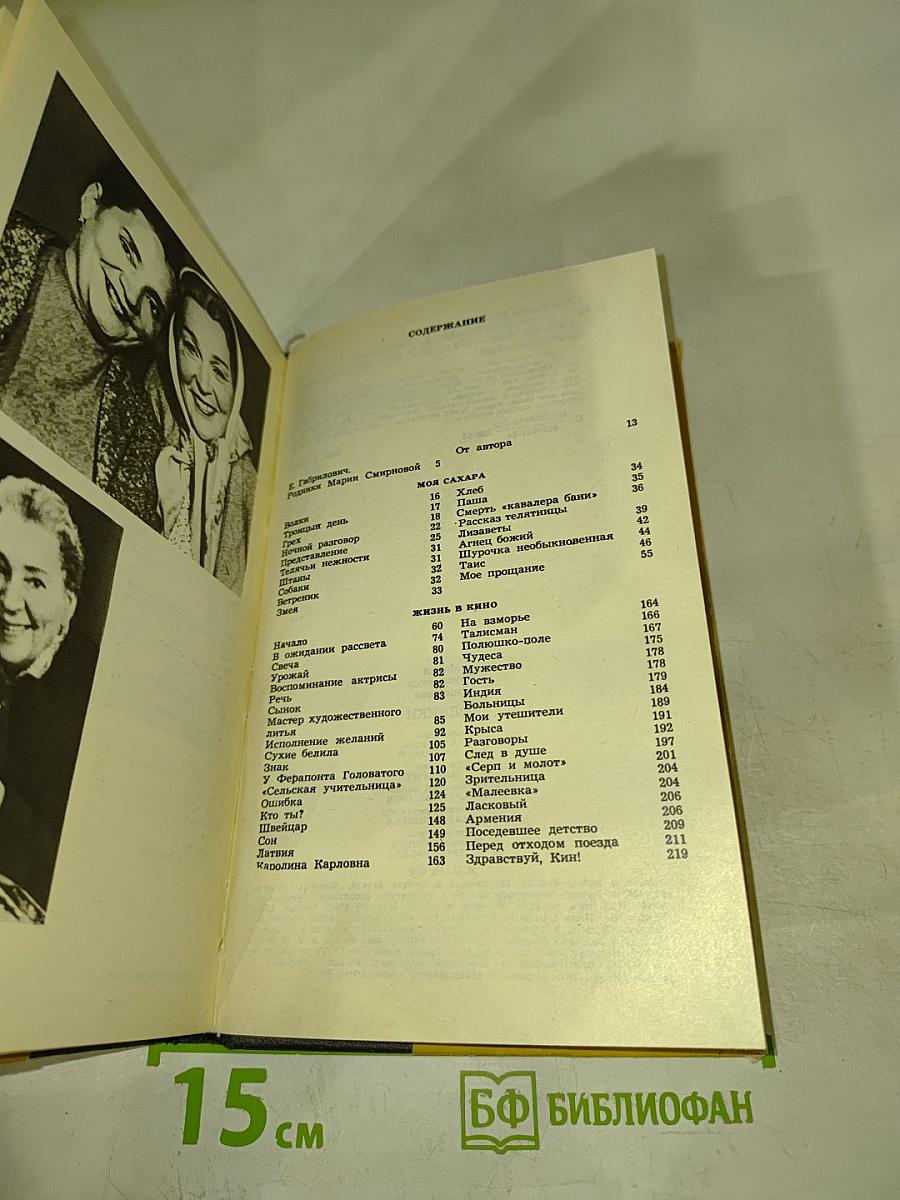 СОДЕРЖАНИЕ
Е. Габрилович.
Родники Марии Смирновой 5
От автора 13
МОЯ САХАРА
Волки 16
Троицын день 17
Грех 18
Ночной разговор 22
Представление 25
Телячьи нежности 31
Штаны 31
Собаки 32
Ветреник 32
Змея 33
Хлеб 34
Паша 35
Смерть «кавалера бани» 36
Рассказ телятницы
Лизаветы 39
Агнец божий 42
Шурочка необыкновенная 44
Таис 46
Мое прощание 55
ЖИЗНЬ В КИНО
Начало 60
В ожидании рассвета 74
Свеча 80
Урожай 81
Воспоминание актрисы 82
Речь 82
Сынок 83
Мастер художественного
литья 85
Исполнение желаний 92
Сухие белила 105
Знак 107
У Ферапонта Головатого 110
«Сельская учительница» 120
Ошибка 124
Кто ты? 125
Швейцар 148
Сон 149
Латвия 156
Каролина Карловна 163
На взморье 164
Талисман 166
Полюшко-поле 167
Чудеса 175
Мужество 178
Гость 178
Индия 179
Больницы 184
Мои утешители 189
Крыса 191
Разговоры 192
След в душе 197
«Серп и молот» 201
Зрительница 204
«Малеевка» 204
Ласковый 206
Армения 206
Поседевшее детство 209
Перед отходом поезда 211
Здравствуй, Кин! 219
15 см
БФ БИБЛИОФАН